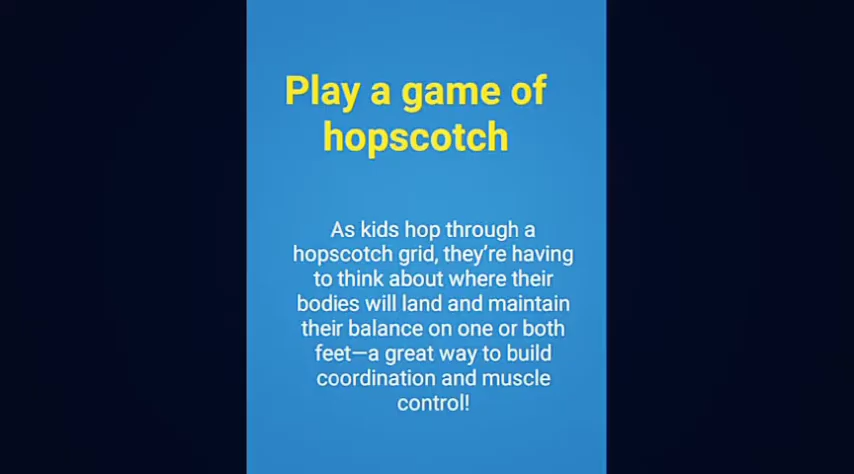 Play a game of
hopscotch
As kids hop through a
hopscotch grid, they’re having
to think about where their
bodies will land and maintain
their balance on one or both
feet—a great way to build
coordination and muscle
control!